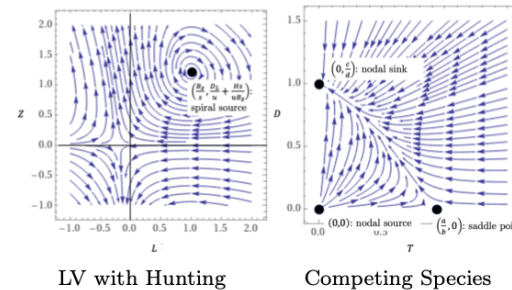 2.0
1.5
1.0
0.5
0.0
−0.5
−1.0
Z
−1.0 −0.5 0.0 0.5 1.0 1.5 2.0
L
spiral source
LV with Hunting
1.5
1.0
0.5
0.0
D
(0, c/d): nodal sink
(0,0): nodal source
(a/b, 0): saddle poi
0.0 0.5
T
Competing Species